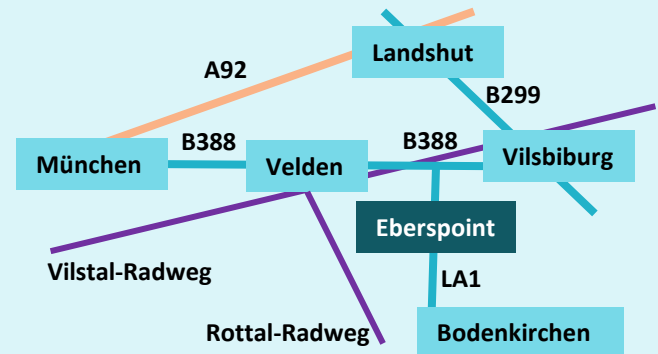 Landshut
A92
B299
B388
B388
München
Velden
Vilsbiburg
Eberspoint
Vilstal-Radweg
LA1
Rottal-Radweg
Bodenkirchen